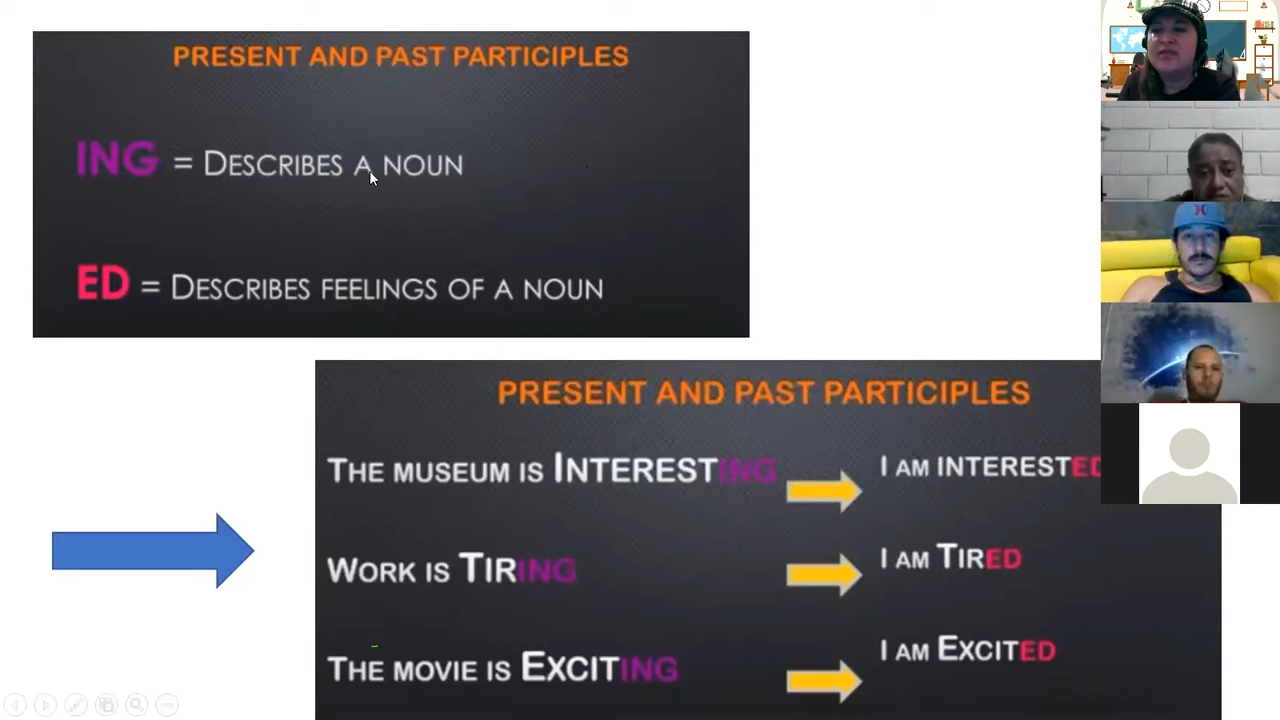 PRESENT AND PAST PARTICIPLES
ING = DESCRIBES A NOUN
ED = DESCRIBES FEELINGS OF A NOUN
PRESENT AND PAST PARTICIPLES
THE MUSEUM IS INTERESTING
I AM INTERESTED
WORK IS TIRING
I AM TIRED
THE MOVIE IS EXCITING
I AM EXCITED